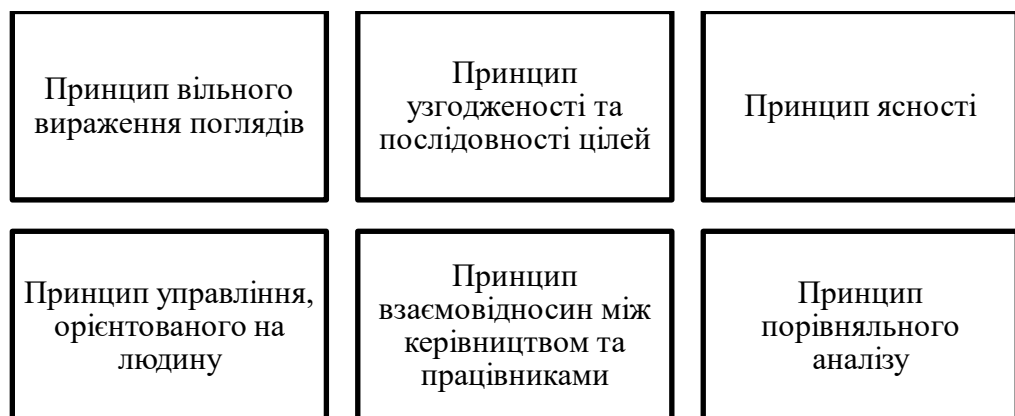 Принцип вільного
вираження поглядів
Принцип
узгодженості та
послідовності цілей
Принцип ясності
Принцип управління,
орієнтованого на
людину
Принцип
взаємовідносин між
керівництвом та
працівниками
Принцип
порівняльного
аналізу